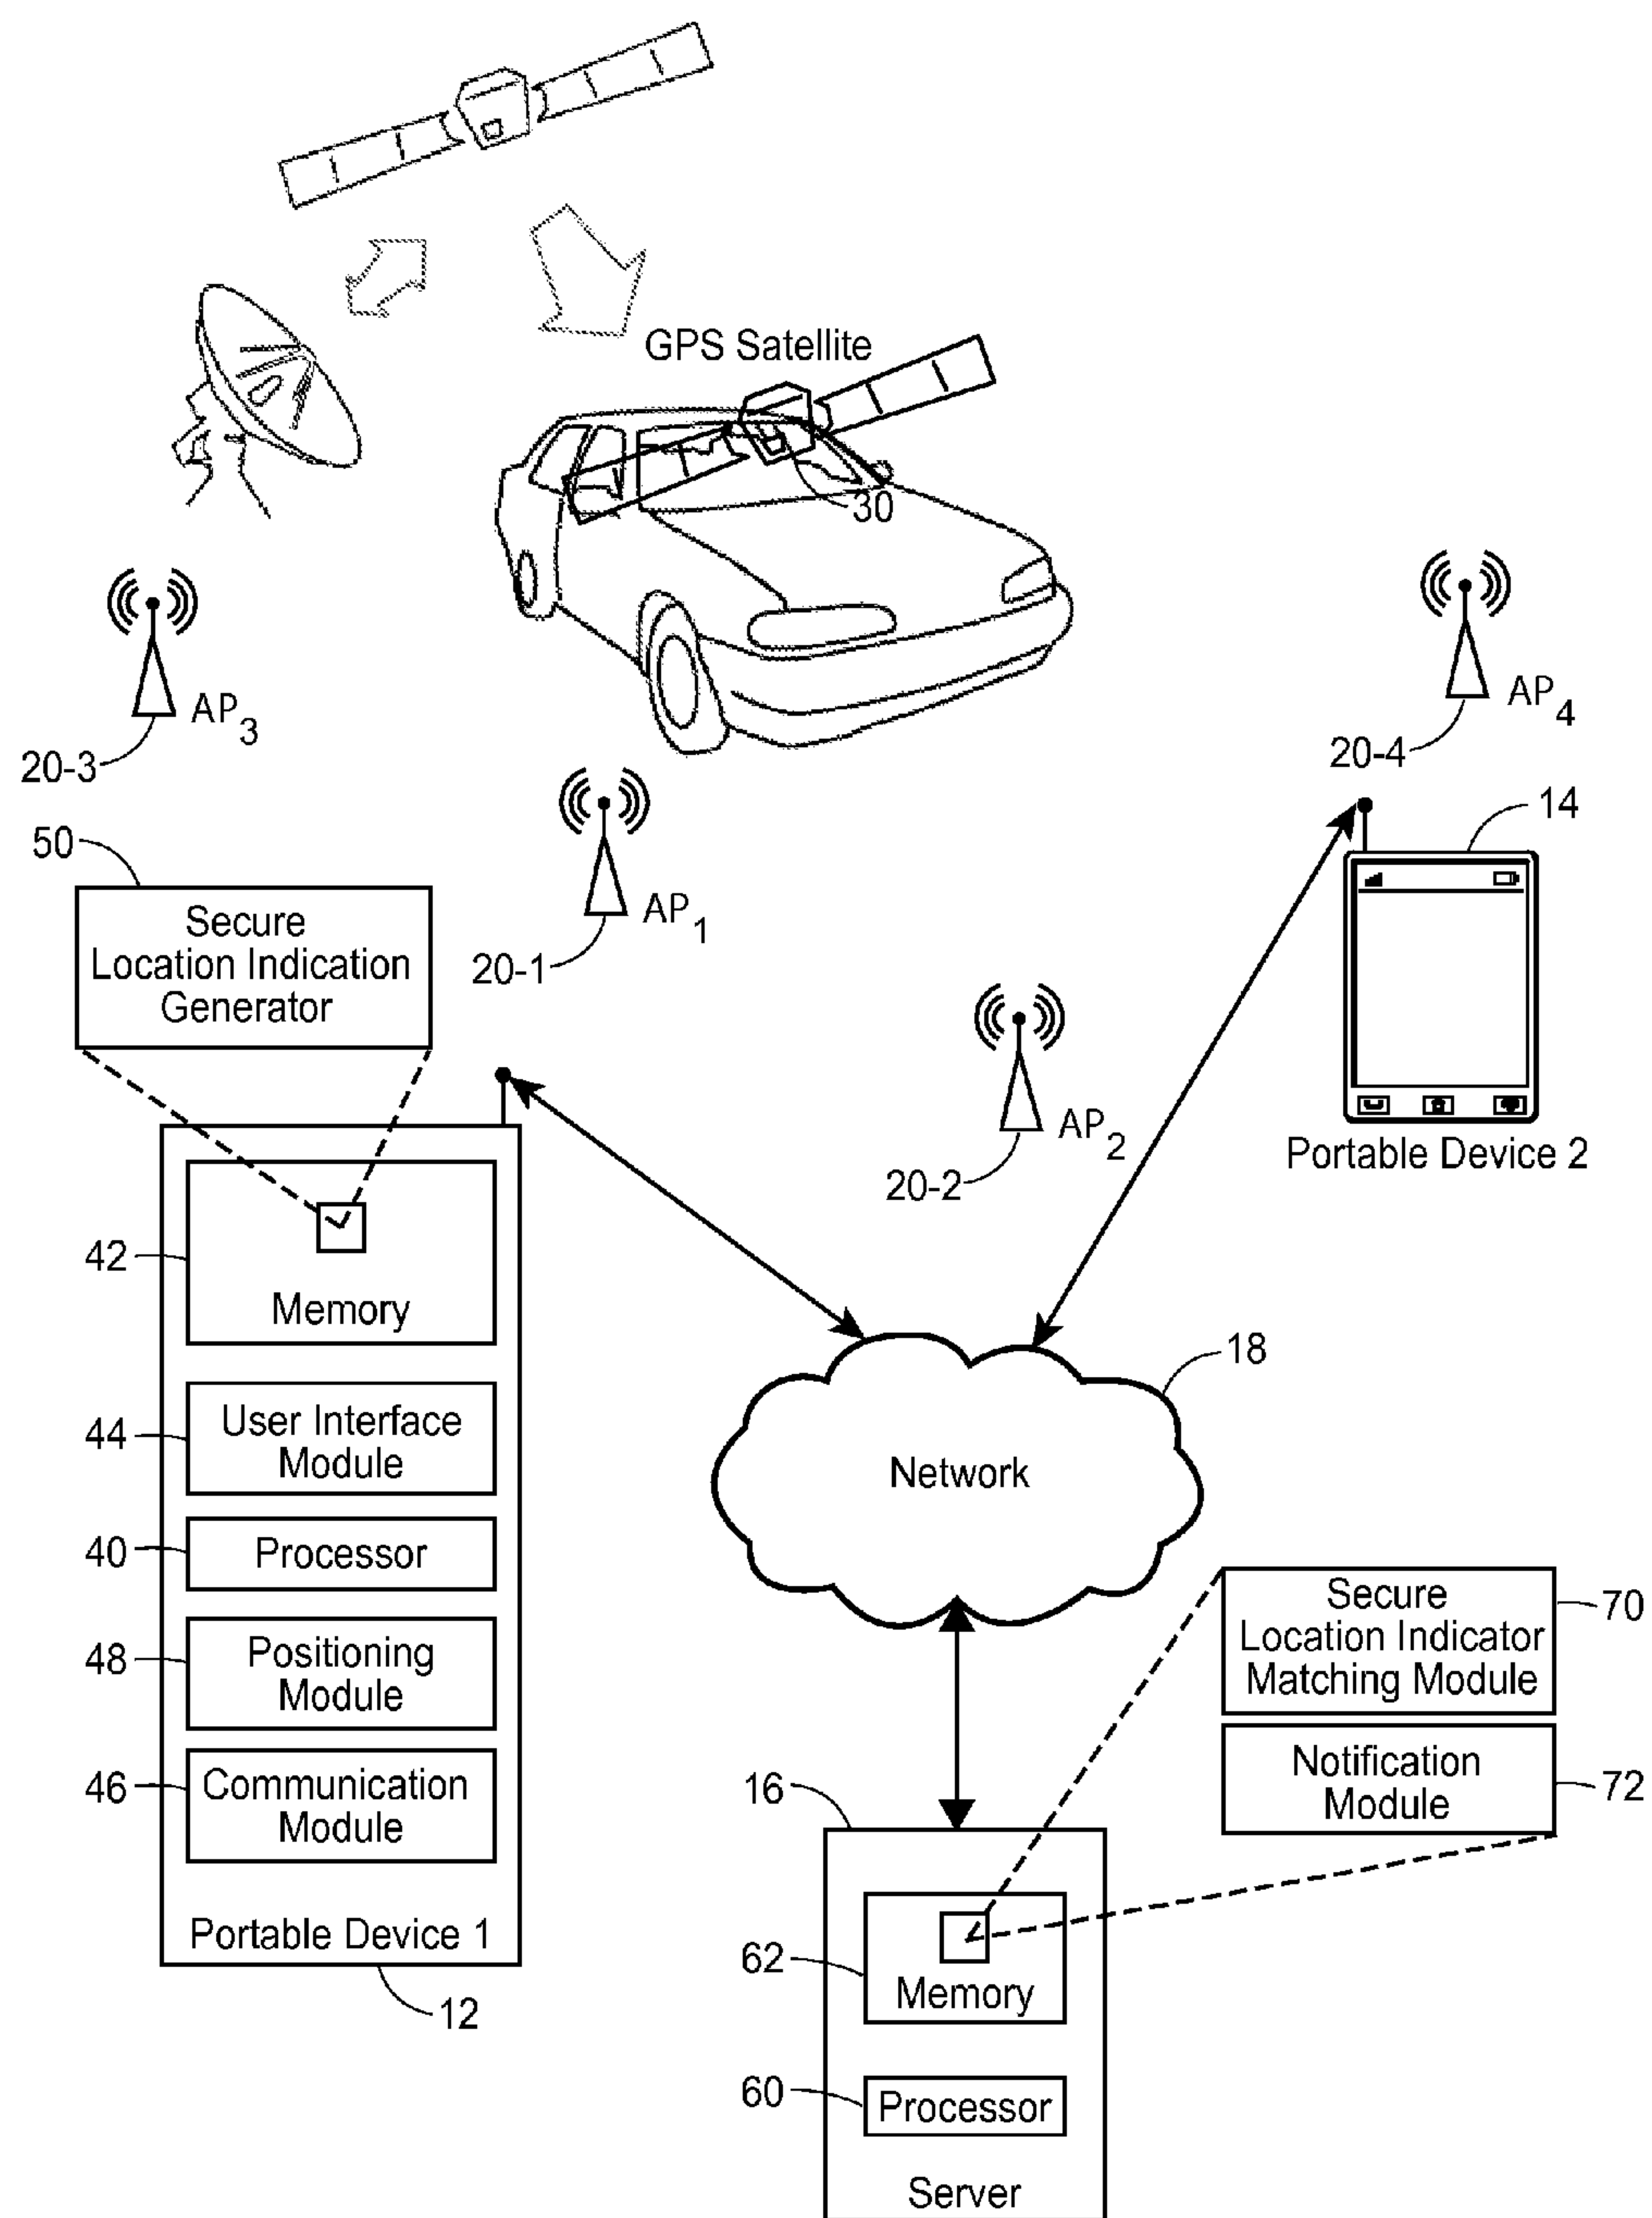 GPS Satellite
30
AP3
20-3
AP4
20-4
14
50
Secure
Location Indication
Generator
AP1
20-1
AP2
20-2
Portable Device 2
42
Memory
18
44
User Interface
Module
Network
40
Processor
48
Positioning
Module
Secure
Location Indicator
Matching Module
70
46
Communication
Module
16
Notification
Module
72
Portable Device 1
12
62
Memory
60
Processor
Server